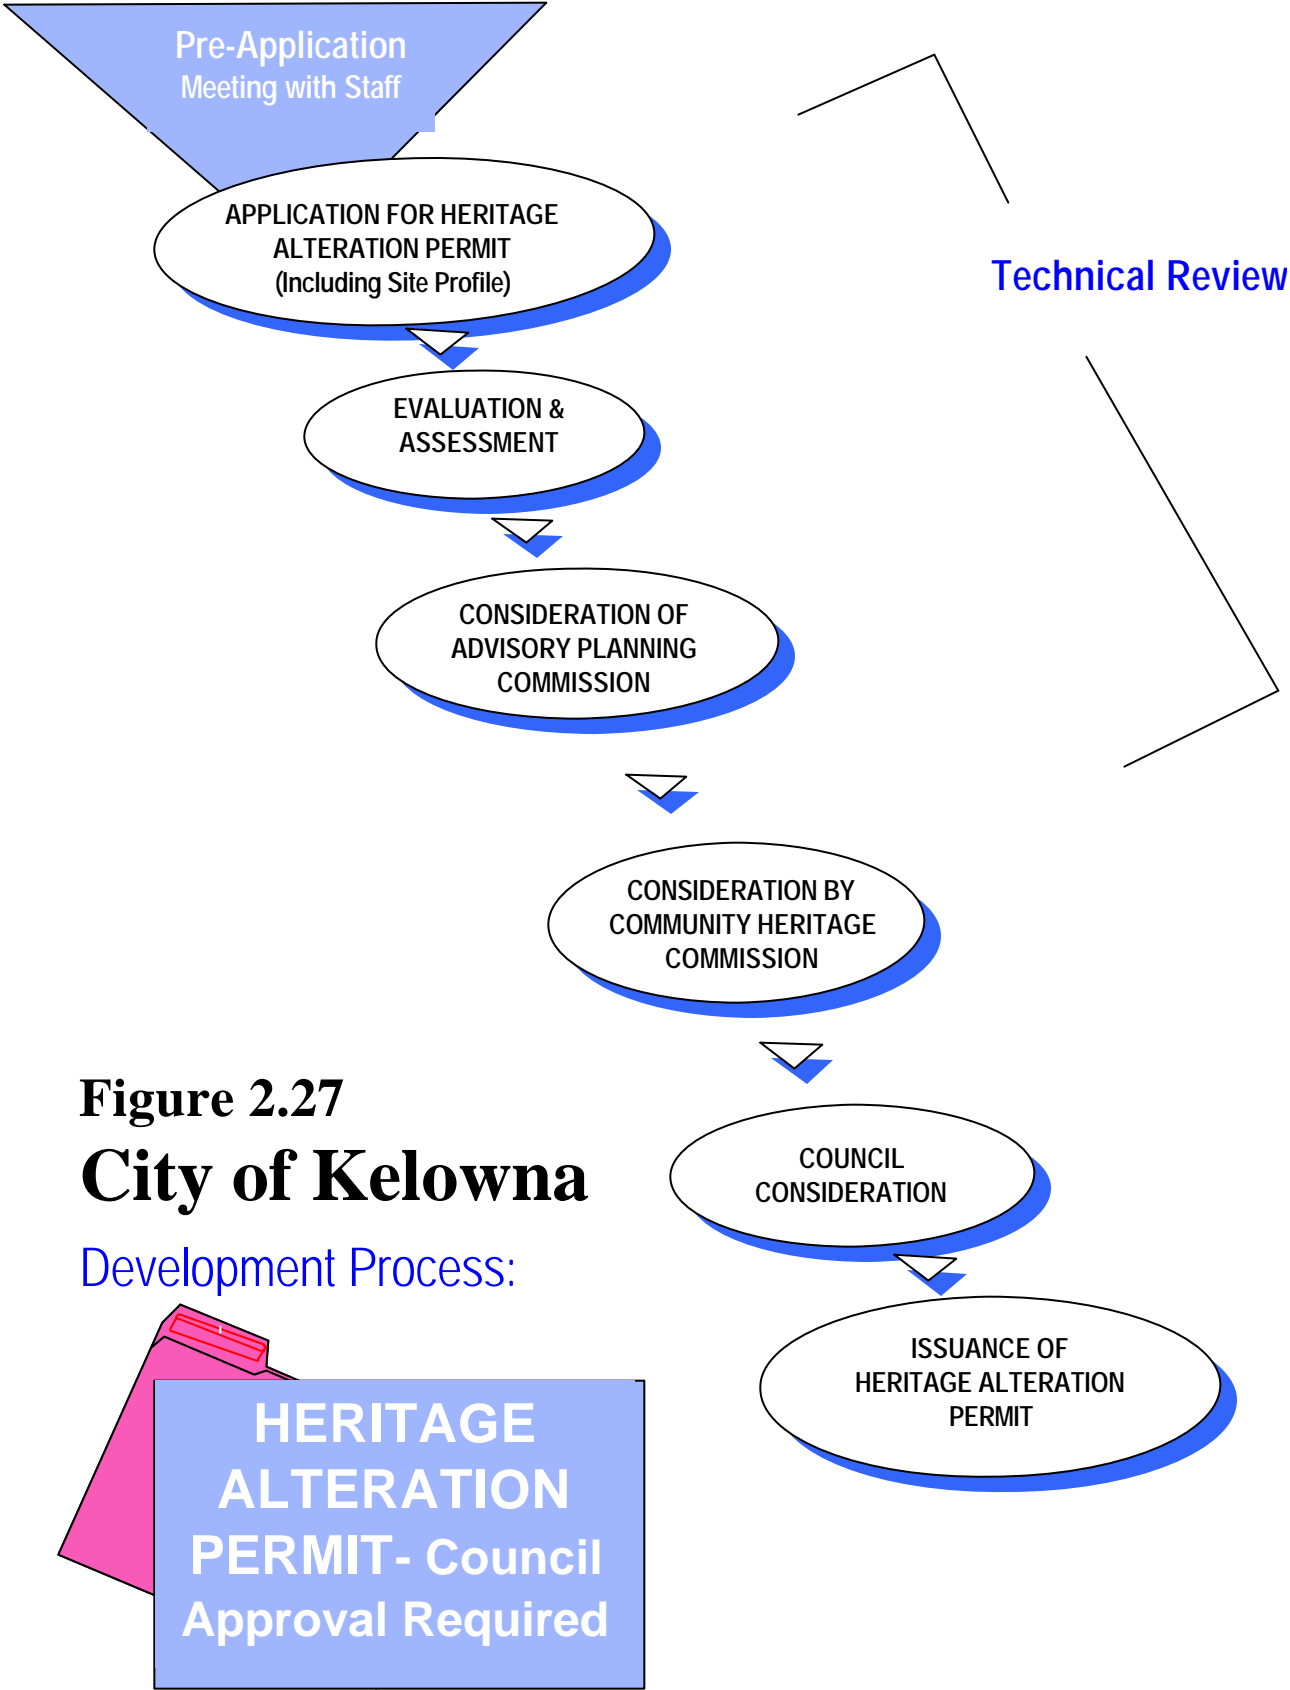 Pre-Application
Meeting with Staff
APPLICATION FOR HERITAGE
ALTERATION PERMIT
(Including Site Profile)
Technical Review
EVALUATION &
ASSESSMENT
CONSIDERATION OF
ADVISORY PLANNING
COMMISSION
CONSIDERATION BY
COMMUNITY HERITAGE
COMMISSION
COUNCIL
CONSIDERATION
ISSUANCE OF
HERITAGE ALTERATION
PERMIT
Figure 2.27
City of Kelowna
Development Process:
HERITAGE
ALTERATION
PERMIT- Council
Approval Required